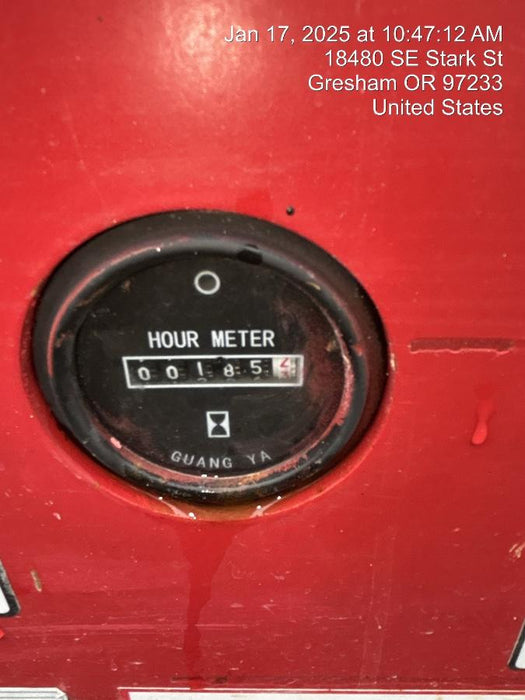 Jan 17, 2025 at 10:47:12 AM
18480 SE Stark St
Gresham OR 97233
United States
HOUR METER
00185
GUANG YA